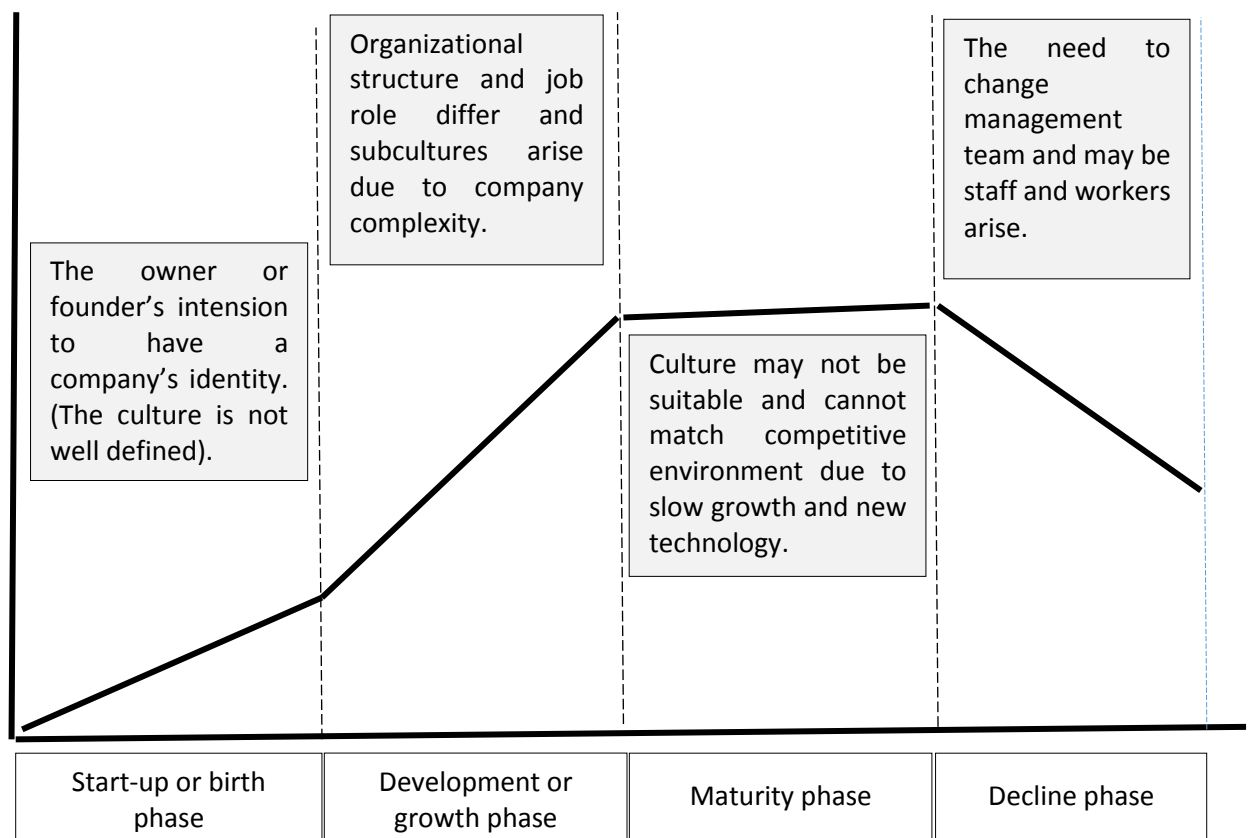 Organizational
structure and job
role differ and
subcultures arise
due to company
complexity.
The need to
change
management
team and may be
staff and workers
arise.
The owner or
founder’s intension
to have a
company’s identity.
(The culture is not
well defined).
Culture may not be
suitable and cannot
match competitive
environment due to
slow growth and new
technology.
Start-up or birth
phase
Development or
growth phase
Maturity phase
Decline phase